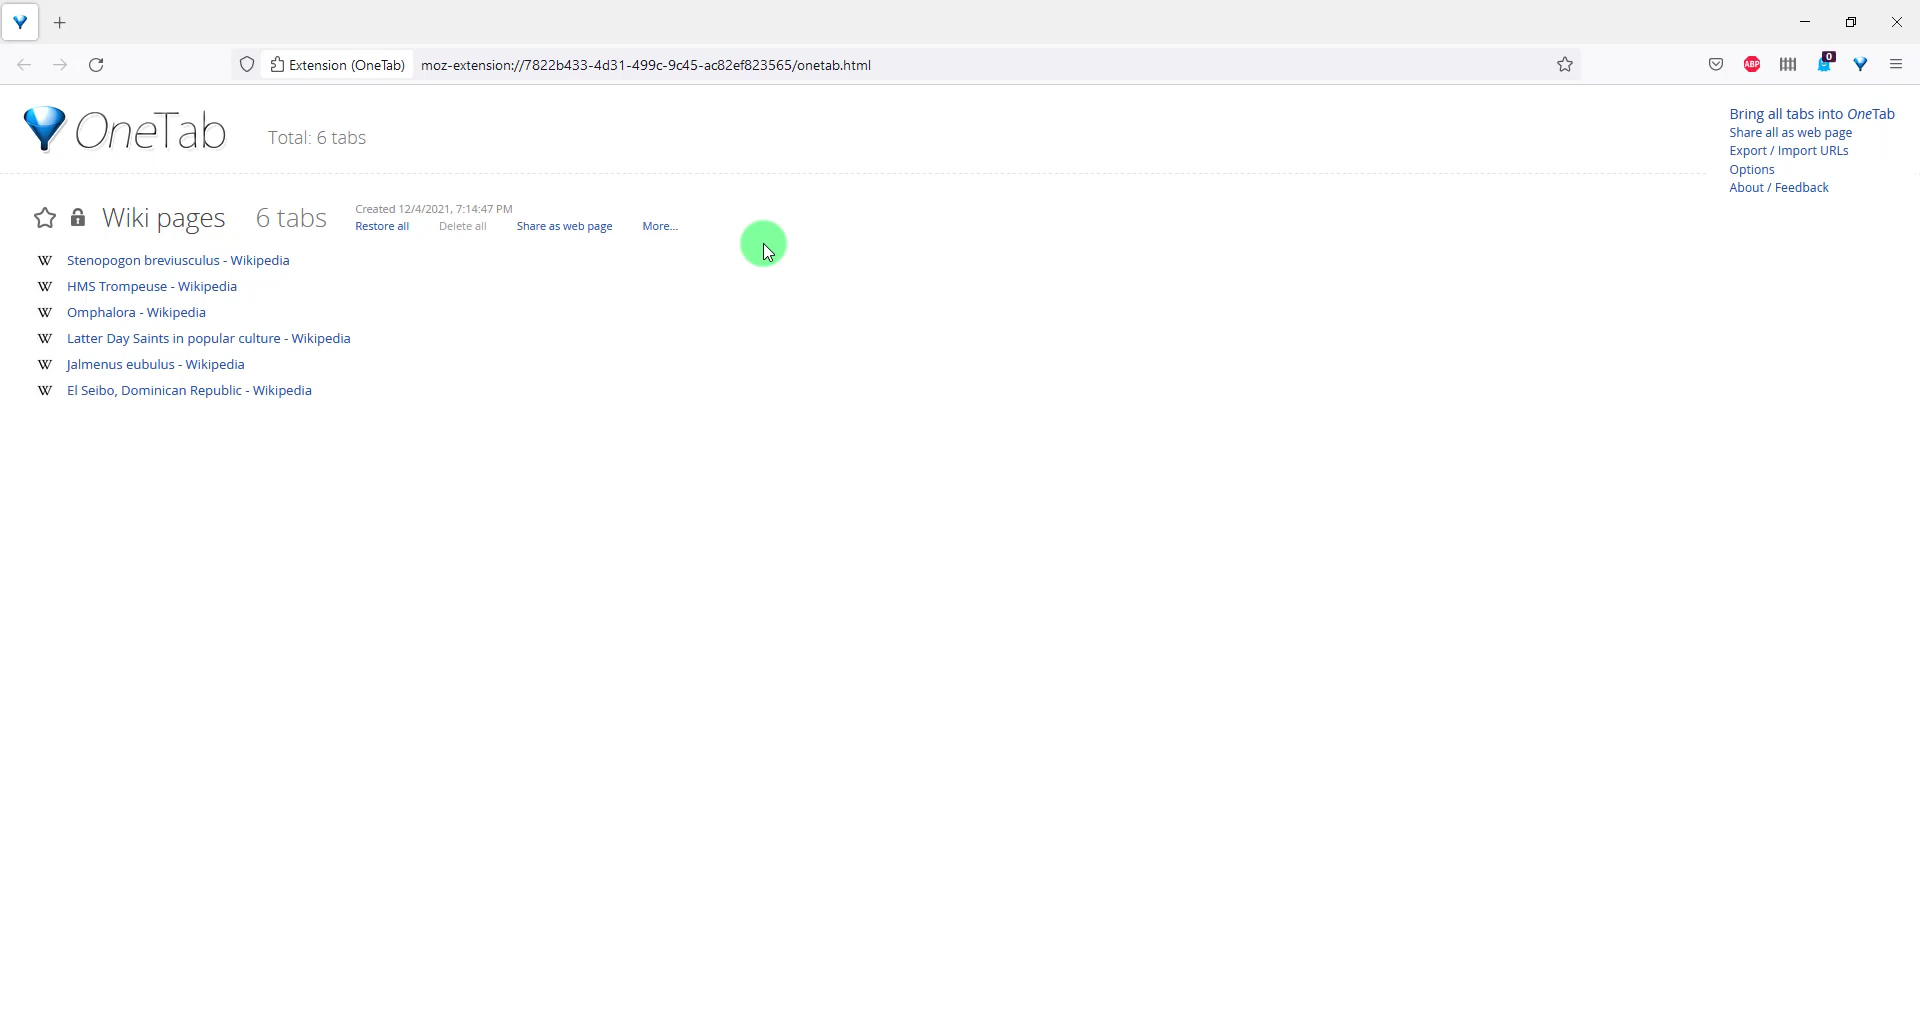 Extension (OneTab) moz-extension://7822b433-4d31-499c-9c45-ac82ef823565/onetab.html
ABP
0
OneTab
Total: 6 tabs
Bring all tabs into OneTab
Share all as web page
Export / Import URLs
Options
About / Feedback
Wiki pages 6 tabs
Created 12/4/2021, 7:14:47 PM
Restore all Delete all Share as web page More...
W Stenopogon breviusculus - Wikipedia
W HMS Trompeuse - Wikipedia
W Omphalora - Wikipedia
W Latter Day Saints in popular culture - Wikipedia
W Jalmenus eubulus - Wikipedia
W El Seibo, Dominican Republic - Wikipedia